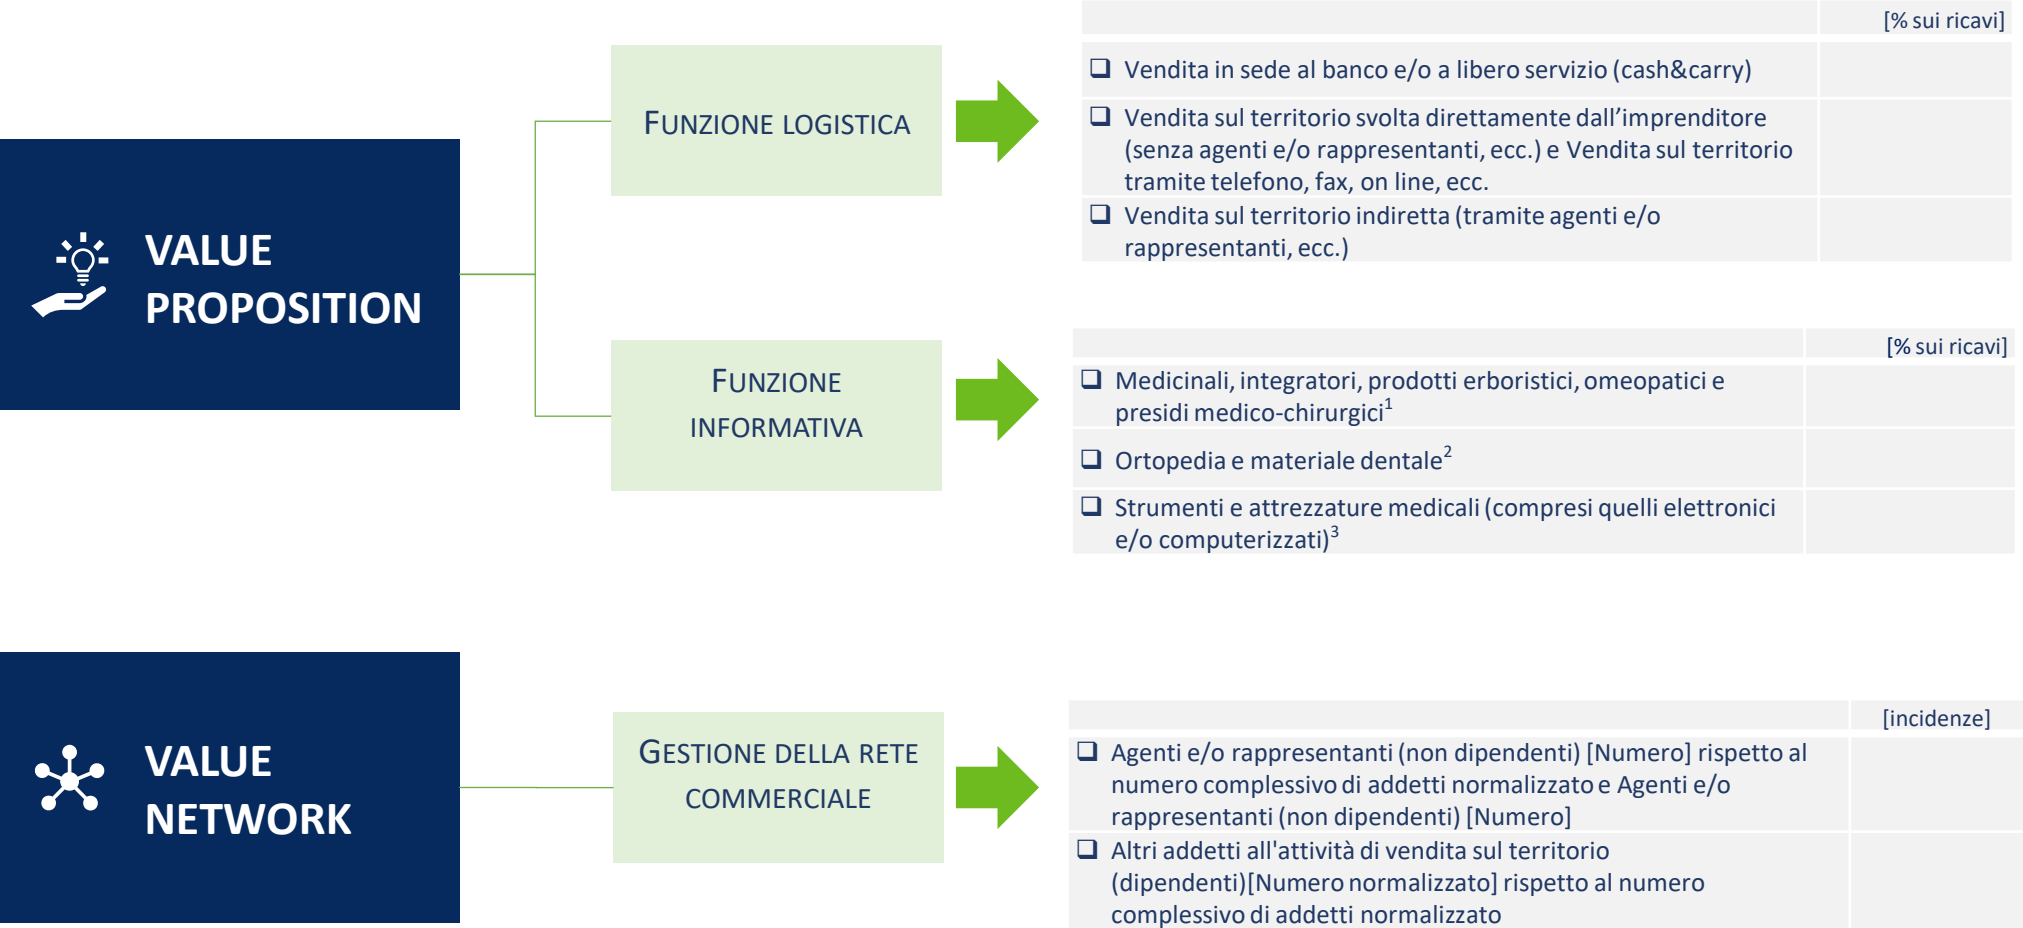 VALUE
PROPOSITION
FUNZIONE LOGISTICA
[% sui ricavi]
Vendita in sede al banco e/o a libero servizio (cash&carry)
Vendita sul territorio svolta direttamente dall'imprenditore
(senza agenti e/o rappresentanti, ecc.) e Vendita sul territorio
tramite telefono, fax, on line, ecc.
Vendita sul territorio indiretta (tramite agenti e/o
rappresentanti, ecc.)
FUNZIONE
INFORMATIVA
[% sui ricavi]
Medicinali, integratori, prodotti erboristici, omeopatici e
presidi medico-chirurgici¹
Ortopedia e materiale dentale²
Strumenti e attrezzature medicali (compresi quelli elettronici
e/o computerizzati)³
VALUE
NETWORK
GESTIONE DELLA RETE
COMMERCIALE
[incidenze]
Agenti e/o rappresentanti (non dipendenti) [Numero] rispetto al
numero complessivo di addetti normalizzato e Agenti e/o
rappresentanti (non dipendenti) [Numero]
Altri addetti all'attività di vendita sul territorio
(dipendenti)[Numero normalizzato] rispetto al numero
complessivo di addetti normalizzato